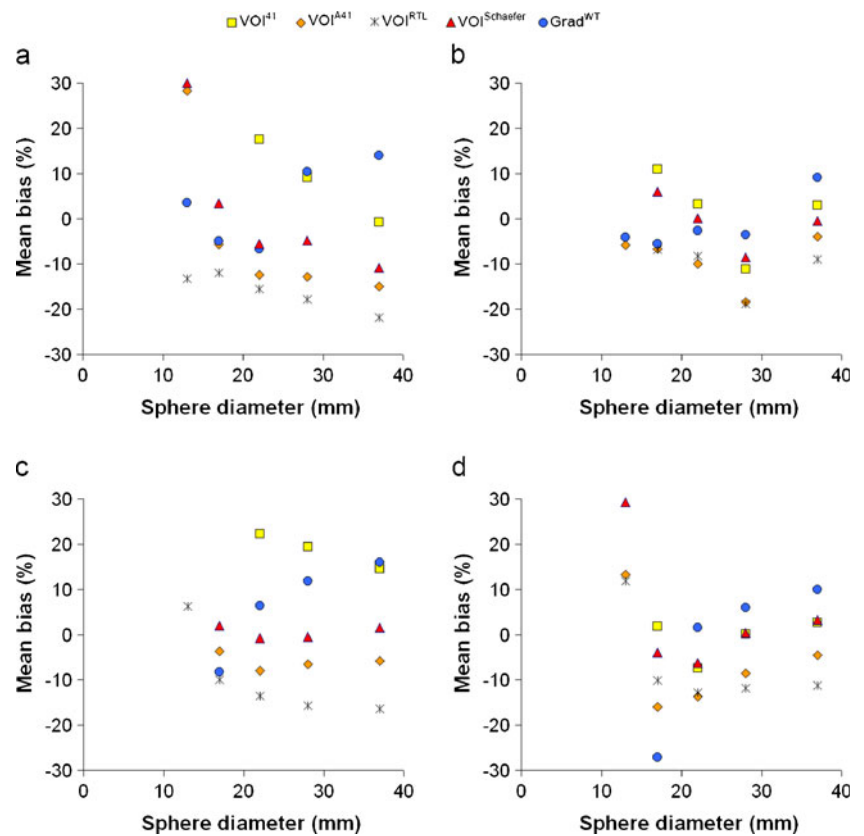 VOI⁴¹ VOIᴬ⁴¹ VOIᴿᵀᴸ VOIˢᶜʰᵃᵉᶠᵉʳ Gradᵂᵀ
a
30
20
10
0
-10
-20
-30
0 10 20 30 40
Mean bias (%)
Sphere diameter (mm)
b
30
20
10
0
-10
-20
-30
0 10 20 30 40
Mean bias (%)
Sphere diameter (mm)
c
30
20
10
0
-10
-20
-30
0 10 20 30 40
Mean bias (%)
Sphere diameter (mm)
d
30
20
10
0
-10
-20
-30
0 10 20 30 40
Mean bias (%)
Sphere diameter (mm)